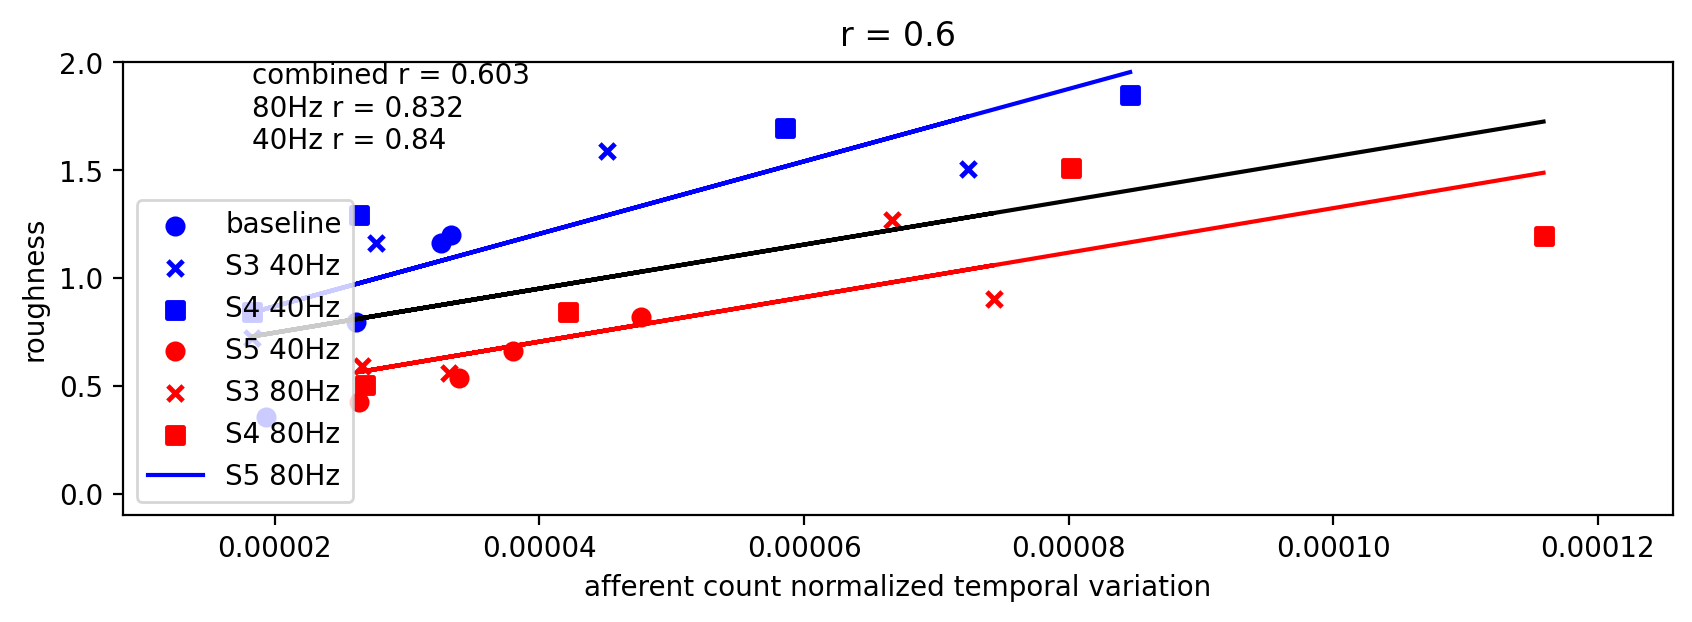 r = 0.6
combined r = 0.603
80Hz r = 0.832
40Hz r = 0.84
2.0
1.5
1.0
0.5
0.0
roughness
baseline
S3 40Hz
S4 40Hz
S5 40Hz
S3 80Hz
S4 80Hz
S5 80Hz
0.00002 0.00004 0.00006 0.00008 0.00010 0.00012
afferent count normalized temporal variation